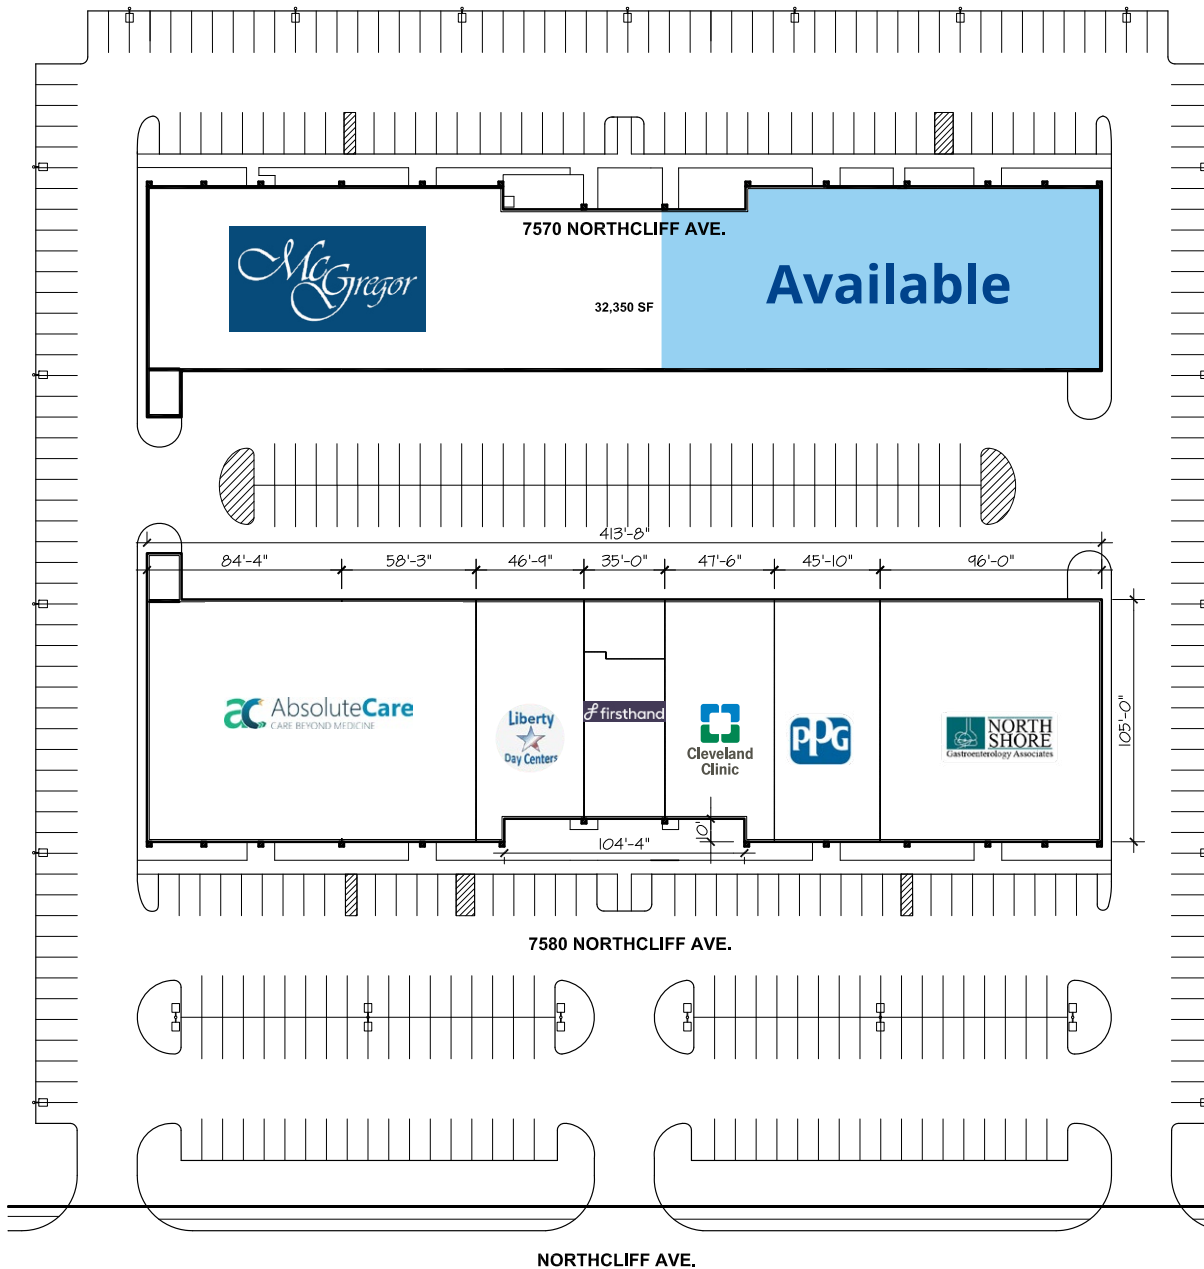 7570 NORTHCLIFF AVE.
McGregor
Available
32,350 SF
413'-8"
84'-4"
58'-3"
46'-9"
35'-0"
47'-6"
45'-10"
96'-0"
105'-0"
ac AbsoluteCare
CARE BEYOND MEDICINE
Liberty
Day Centers
f firsthand
Cleveland
Clinic
PPG
NORTH
SHORE
Gastroenterology Associates
10'
104'-4"
7580 NORTHCLIFF AVE.
NORTHCLIFF AVE.